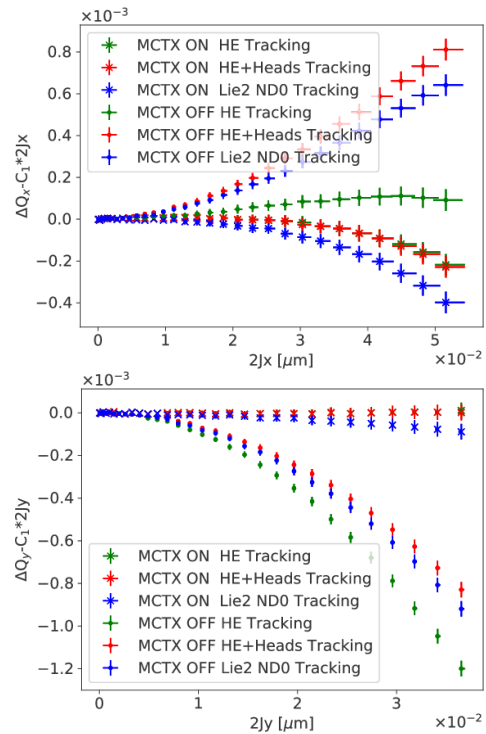 ×10⁻³
0.8
0.6
0.4
0.2
0.0
−0.2
−0.4
ΔQₓ-C₁*2Jx
MCTX ON HE Tracking
MCTX ON HE+Heads Tracking
MCTX ON Lie2 ND0 Tracking
MCTX OFF HE Tracking
MCTX OFF HE+Heads Tracking
MCTX OFF Lie2 ND0 Tracking
0 1 2 3 4 5
2Jx [μm]
×10⁻²
×10⁻³
0.0
−0.2
−0.4
−0.6
−0.8
−1.0
−1.2
ΔQᵧ-C₁*2Jy
MCTX ON HE Tracking
MCTX ON HE+Heads Tracking
MCTX ON Lie2 ND0 Tracking
MCTX OFF HE Tracking
MCTX OFF HE+Heads Tracking
MCTX OFF Lie2 ND0 Tracking
0 1 2 3
2Jy [μm]
×10⁻²